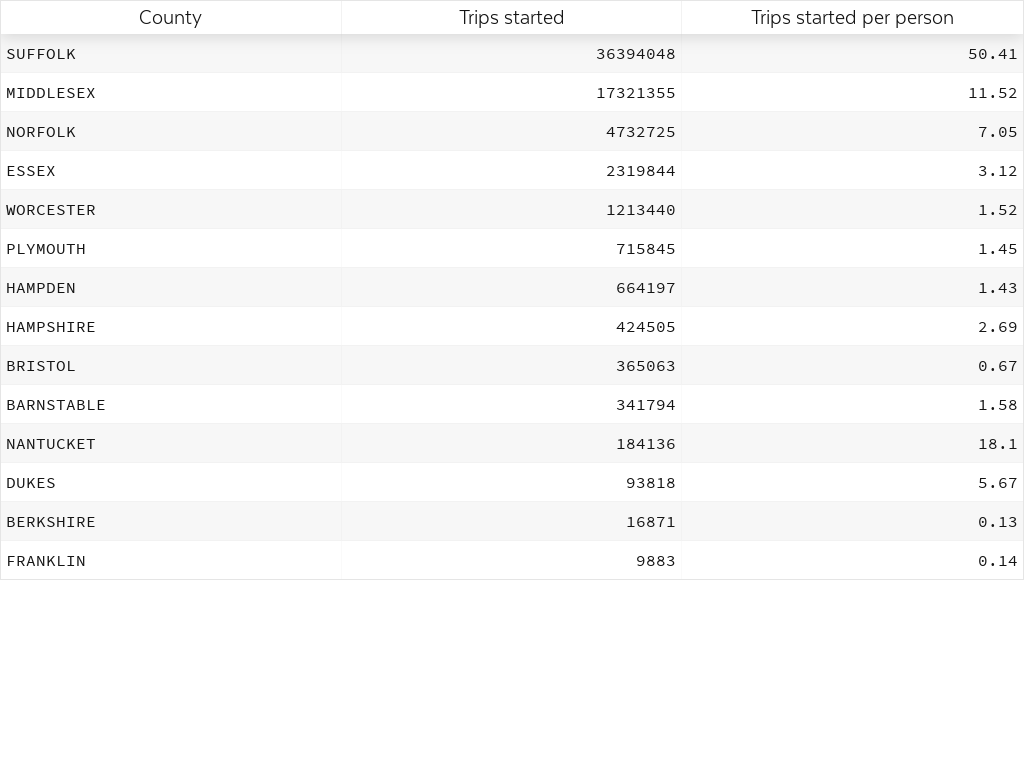 County Trips started Trips started per person
SUFFOLK 36394048 50.41
MIDDLESEX 17321355 11.52
NORFOLK 4732725 7.05
ESSEX 2319844 3.12
WORCESTER 1213440 1.52
PLYMOUTH 715845 1.45
HAMPDEN 664197 1.43
HAMPSHIRE 424505 2.69
BRISTOL 365063 0.67
BARNSTABLE 341794 1.58
NANTUCKET 184136 18.1
DUKES 93818 5.67
BERKSHIRE 16871 0.13
FRANKLIN 9883 0.14